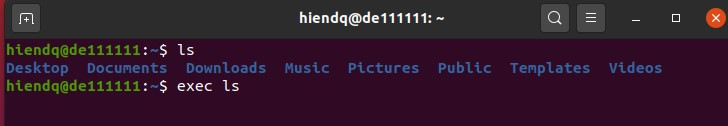 hiendq@de111111: ~
hiendq@de111111:~$ ls
Desktop  Documents  Downloads  Music  Pictures  Public  Templates  Videos
hiendq@de111111:~$ exec ls